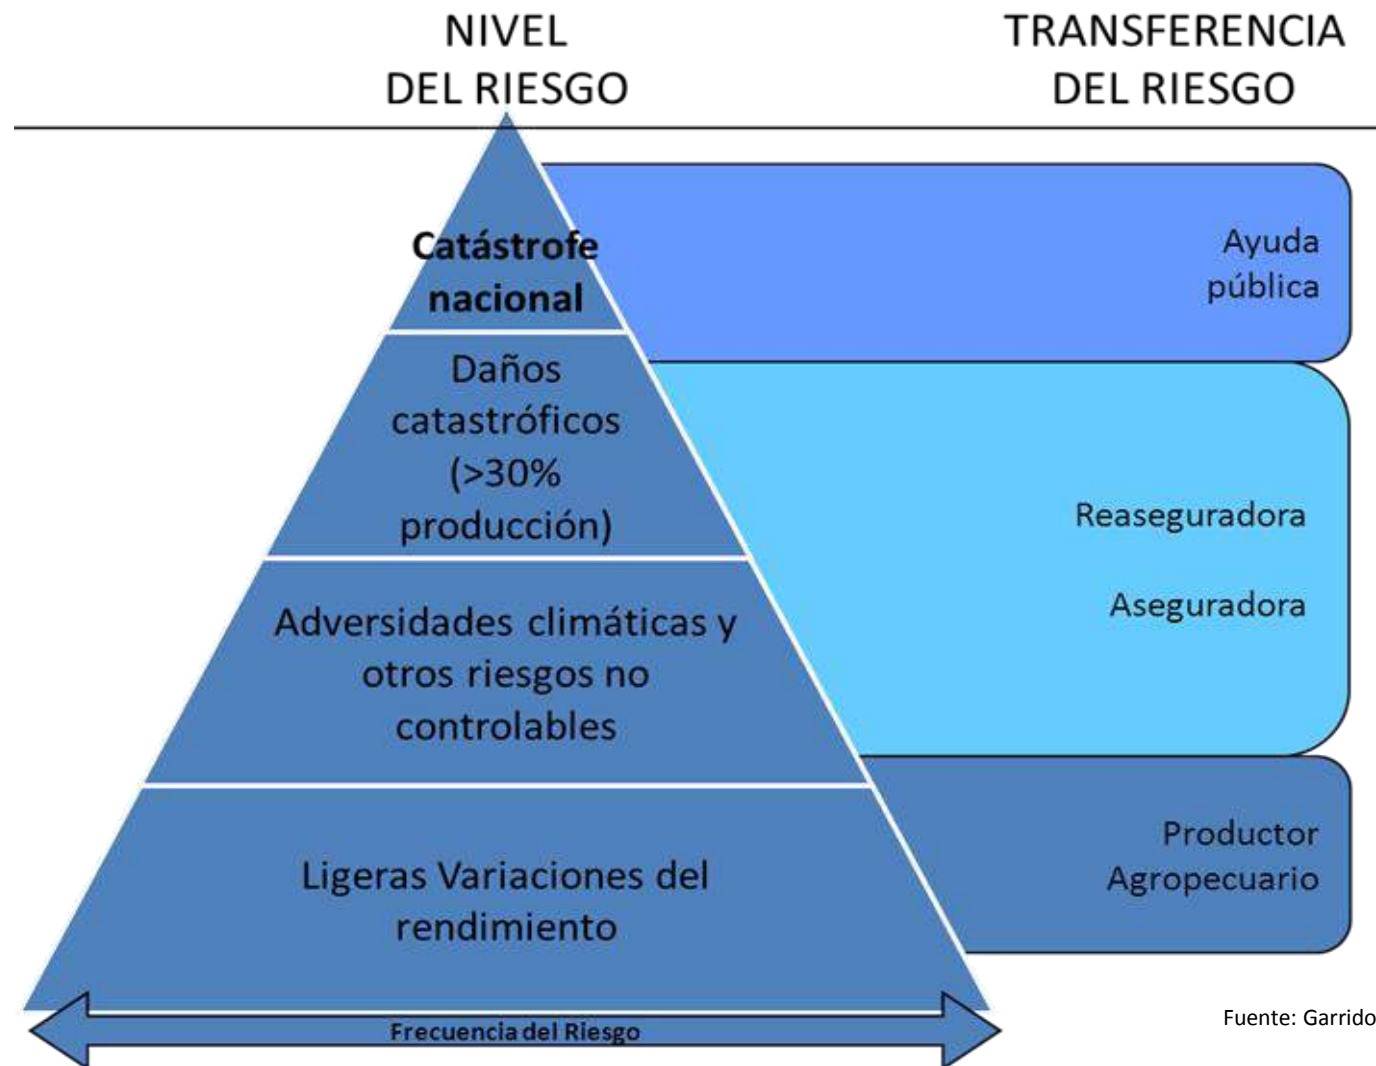 NIVEL
DEL RIESGO
TRANSFERENCIA
DEL RIESGO
Catástrofe
nacional
Ayuda
pública
Daños
catastróficos
(>30%
producción)
Reaseguradora
Aseguradora
Adversidades climáticas y
otros riesgos no
controlables
Productor
Agropecuario
Ligeras Variaciones del
rendimiento
Frecuencia del Riesgo
Fuente: Garrido